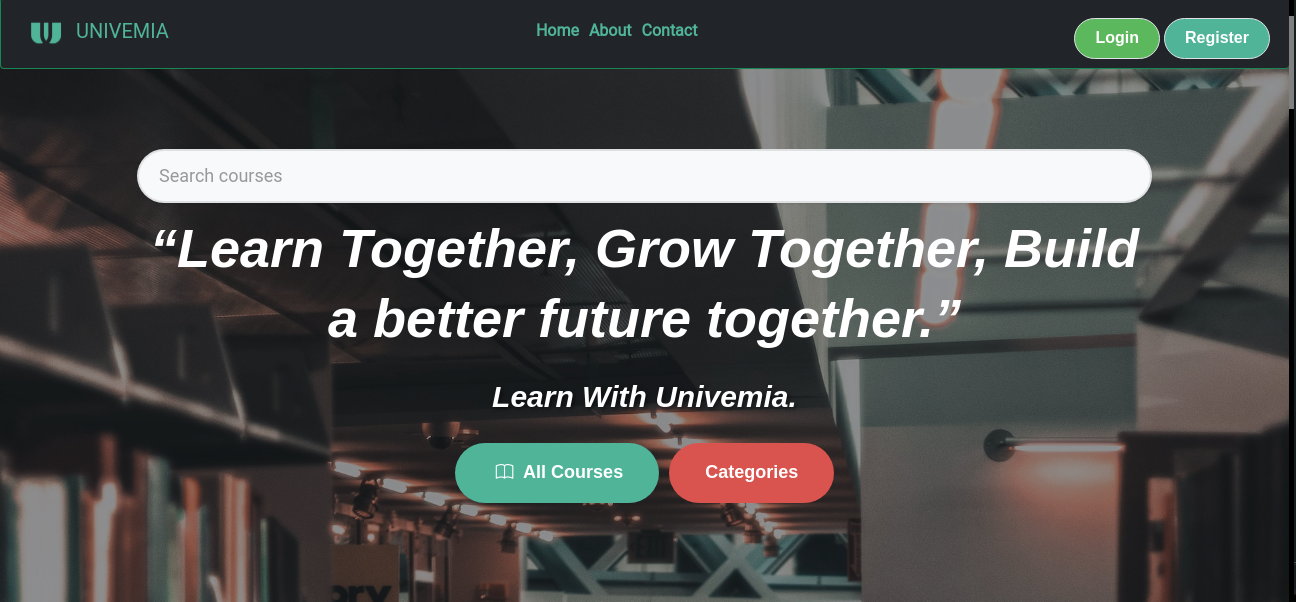 UNIVEMIA
Home About Contact
Login Register
Search courses
“Learn Together, Grow Together, Build
a better future together.”
Learn With Univemia.
All Courses Categories